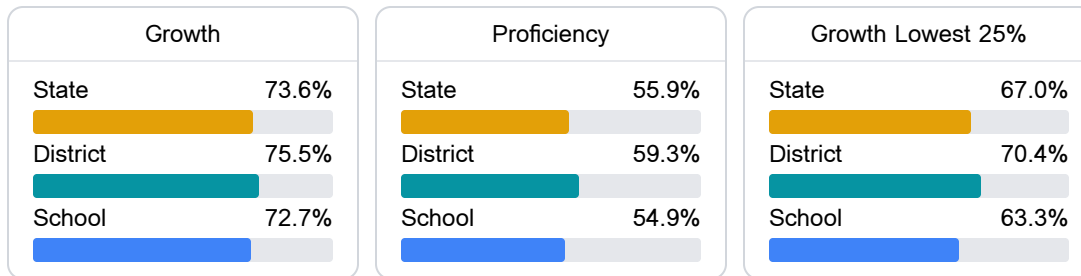 Growth
State 73.6%
District 75.5%
School 72.7%
Proficiency
State 55.9%
District 59.3%
School 54.9%
Growth Lowest 25%
State 67.0%
District 70.4%
School 63.3%